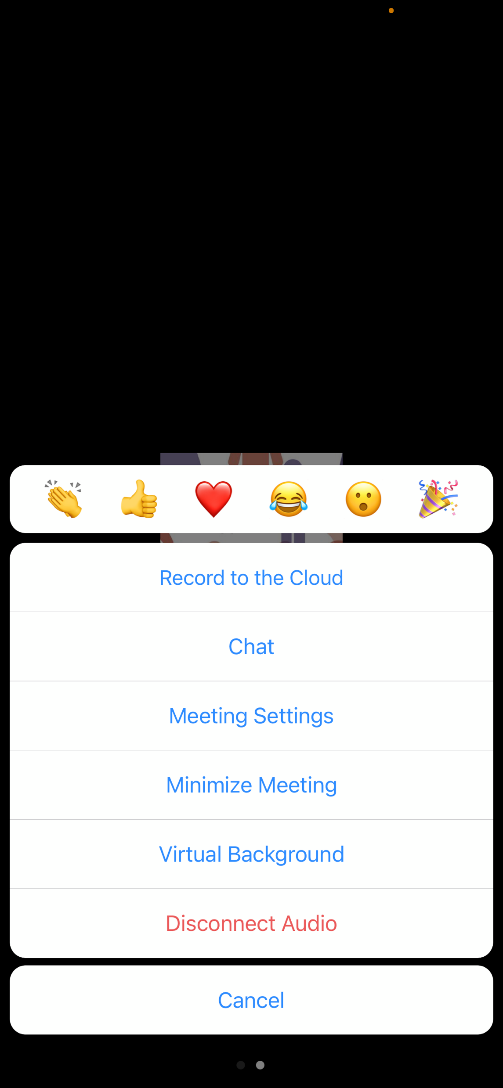 Record to the Cloud
Chat
Meeting Settings
Minimize Meeting
Virtual Background
Disconnect Audio
Cancel